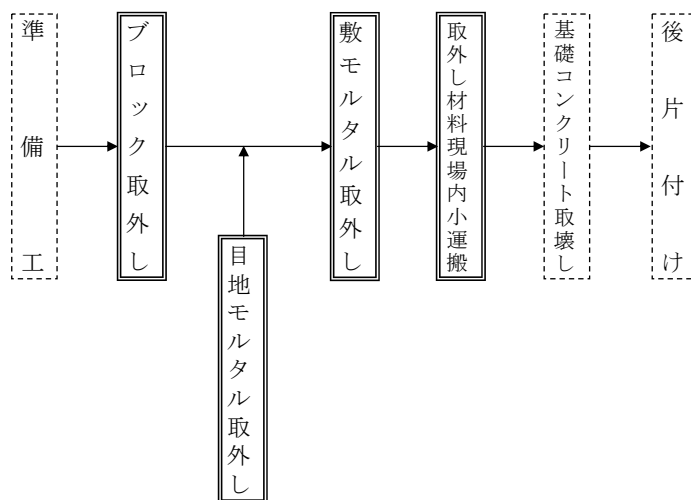 準備工
ブロック取外し
目地モルタル取外し
敷モルタル取外し
取外し材料現場内小運搬
基礎コンクリート取壊し
後片付け